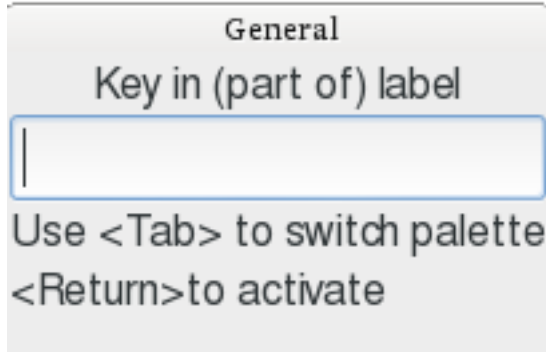 General
Key in (part of) label
Use <Tab> to switch palette
<Return>to activate